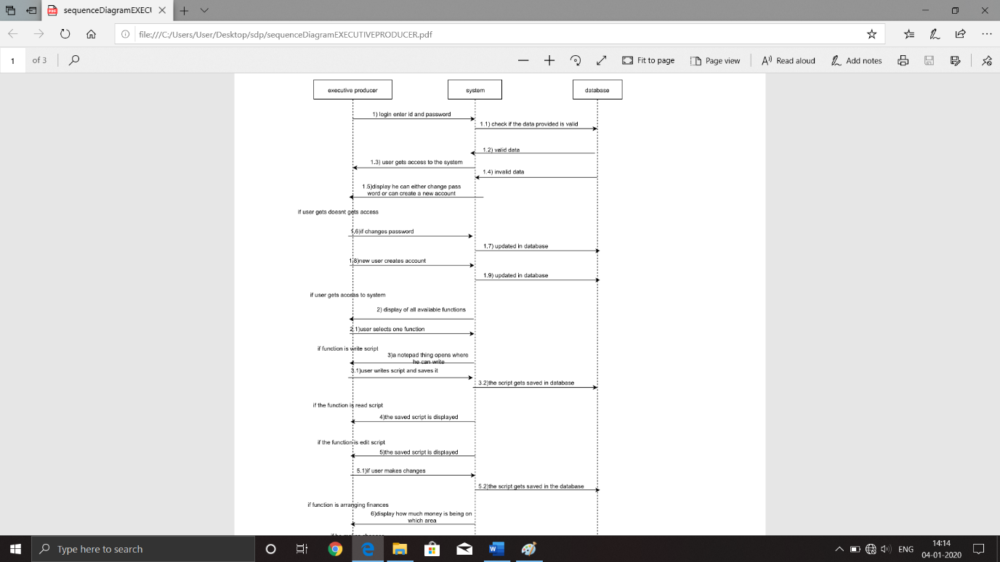 sequenceDiagramEXECU
file:///C:/Users/User/Desktop/sdp/sequenceDiagramEXECUTIVEPRODUCER.pdf
1 of 3 Fit to page Page view Read aloud Add notes
executive producer system database
1) login enter id and password
1.1) check if the data provided is valid
1.2) valid data
1.3) user gets access to the system
1.4) invalid data
1.5)display he can either change pass
word or can create a new account
if user gets doesnt gets access
1.6)if changes password
1.7) updated in database
1.8)new user creates account
1.9) updated in database
if user gets access to system
2) display of all available functions
2.1)user selects one function
if function is write script
3)a notepad thing opens where
he can write
3.1)user writes script and saves it
3.2)the script gets saved in database
if the function is read script
4)the saved script is displayed
if the function is edit script
5)the saved script is displayed
5.1)if user makes changes
5.2)the script gets saved in the database
if function is arranging finances
6)display how much money is being on
which area
Type here to search
ENG
14:14
04-01-2020